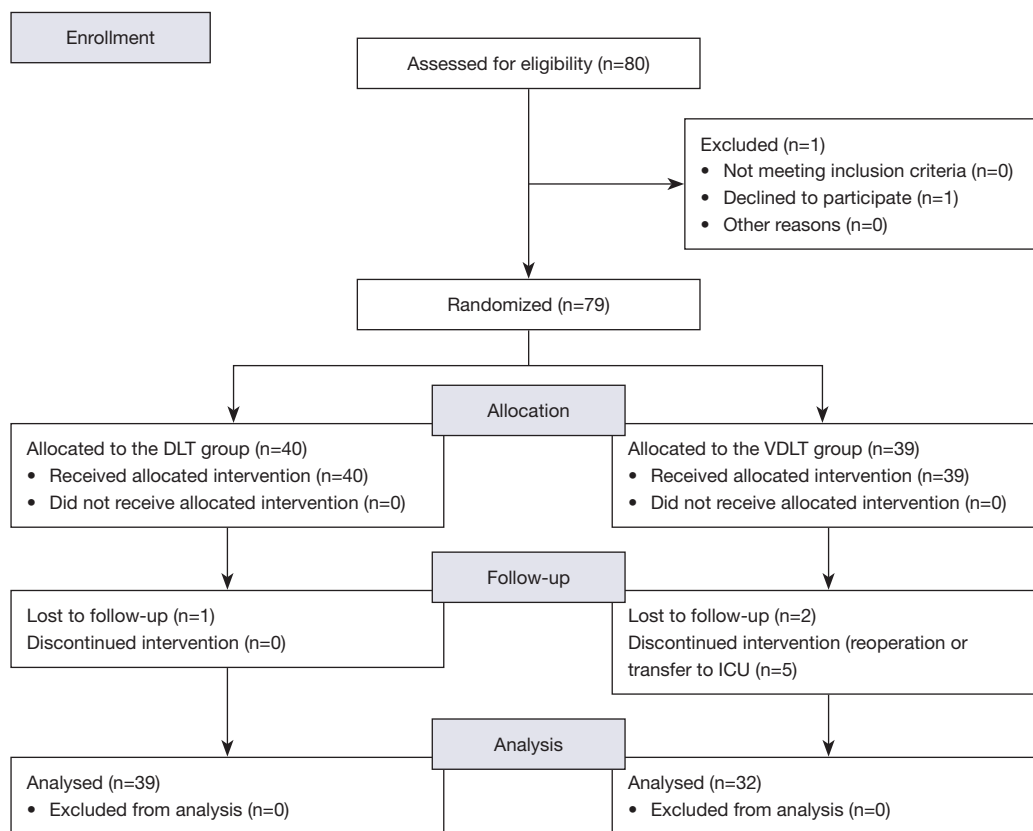 Enrollment
Assessed for eligibility (n=80)
Excluded (n=1)
• Not meeting inclusion criteria (n=0)
• Declined to participate (n=1)
• Other reasons (n=0)
Randomized (n=79)
Allocation
Allocated to the DLT group (n=40)
• Received allocated intervention (n=40)
• Did not receive allocated intervention (n=0)
Allocated to the VDLT group (n=39)
• Received allocated intervention (n=39)
• Did not receive allocated intervention (n=0)
Follow-up
Lost to follow-up (n=1)
Discontinued intervention (n=0)
Lost to follow-up (n=2)
Discontinued intervention (reoperation or
transfer to ICU (n=5)
Analysis
Analysed (n=39)
• Excluded from analysis (n=0)
Analysed (n=32)
• Excluded from analysis (n=0)